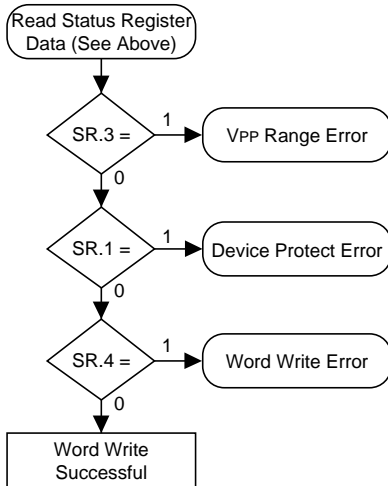 Read Status Register
Data (See Above)
SR.3 =
1
VPP Range Error
0
SR.1 =
1
Device Protect Error
0
SR.4 =
1
Word Write Error
0
Word Write
Successful